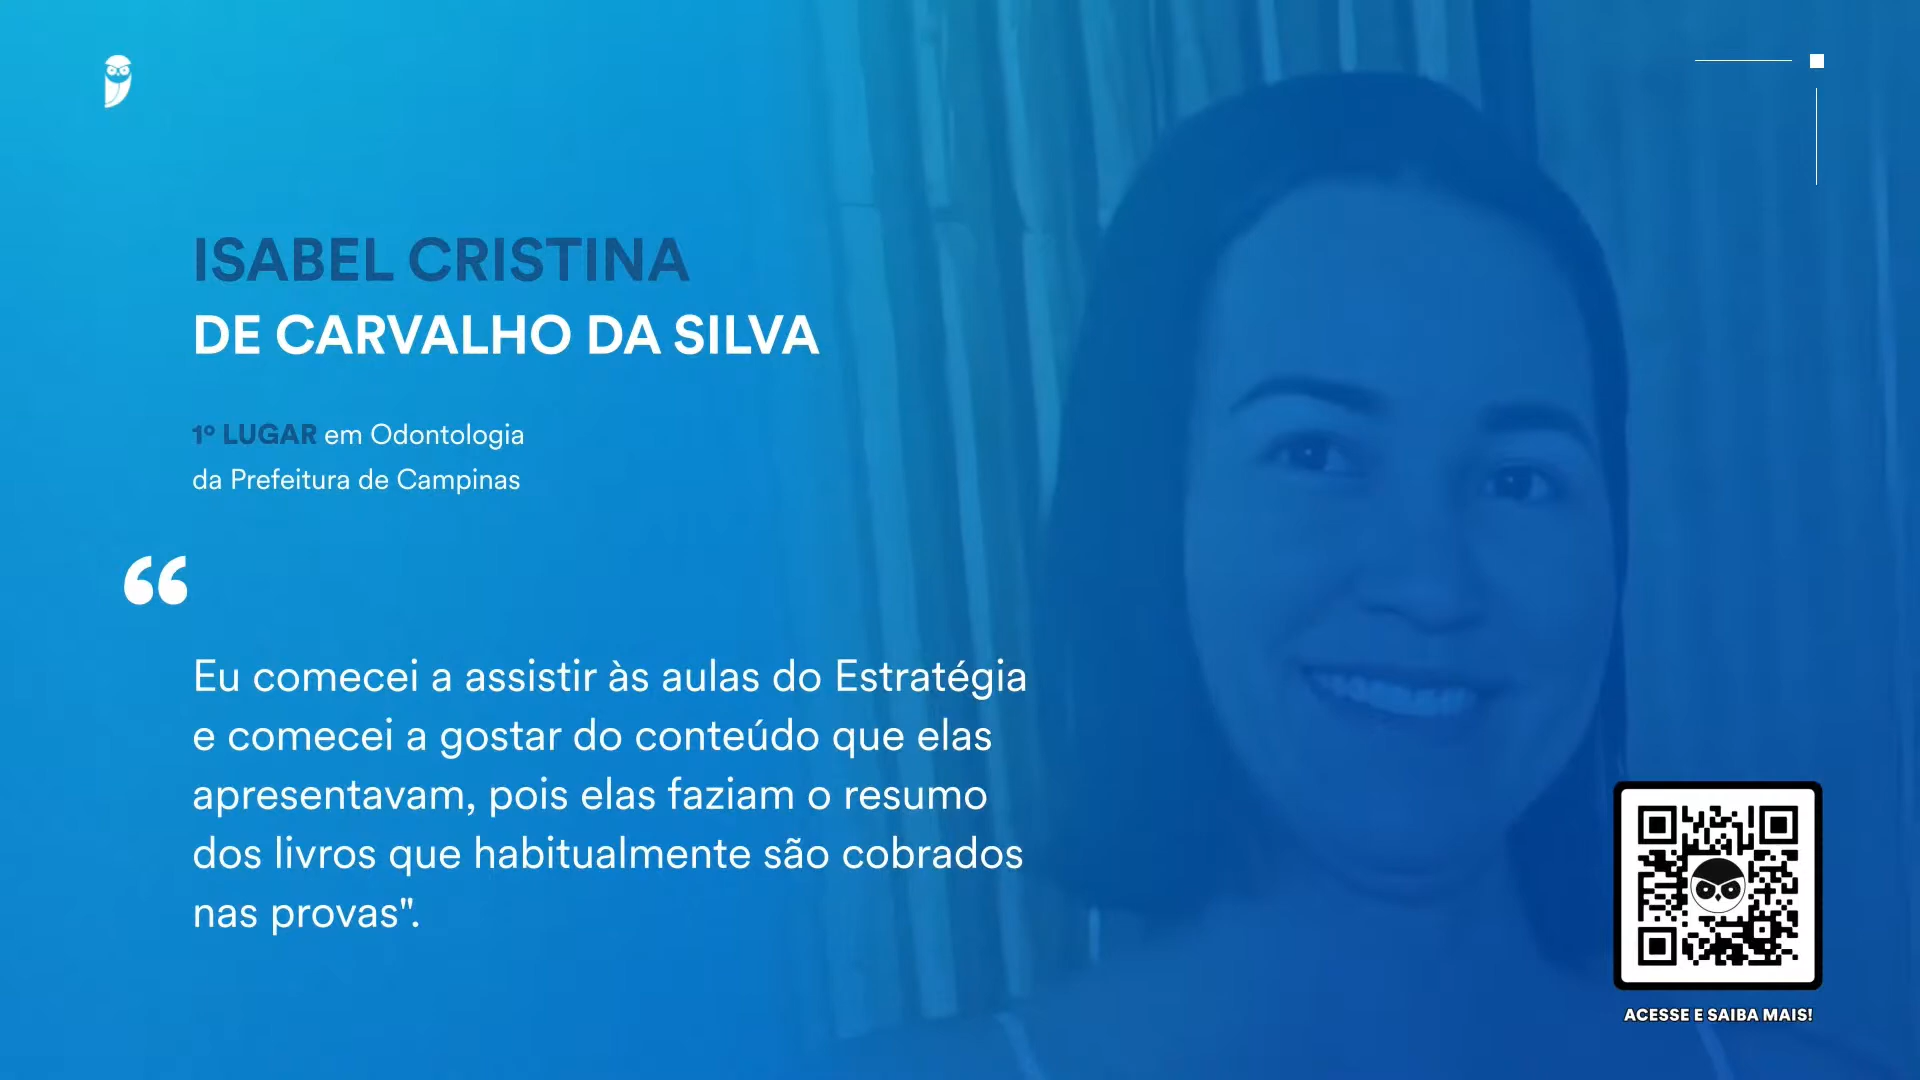 ISABEL CRISTINA
DE CARVALHO DA SILVA
1º LUGAR em Odontologia
da Prefeitura de Campinas
“
Eu comecei a assistir às aulas do Estratégia
e comecei a gostar do conteúdo que elas
apresentavam, pois elas faziam o resumo
dos livros que habitualmente são cobrados
nas provas".
ACESSE E SAIBA MAIS!